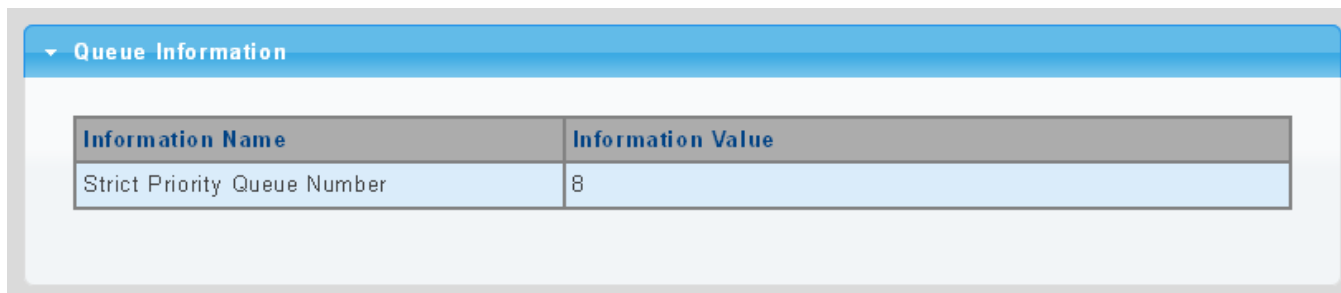 Queue Information
Information Name Information Value
Strict Priority Queue Number 8